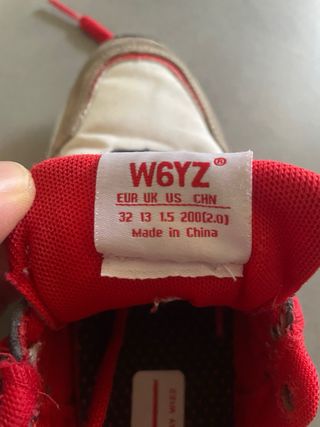 W6YZ®
EUR UK US CHN
32 13 1.5 200(2.0)
Made in China